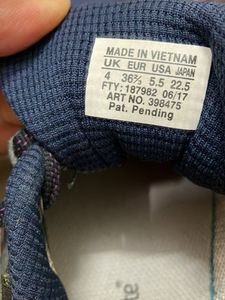 MADE IN VIETNAM
UK EUR USA JAPAN
4 36⅔ 5.5 22.5
FTY: 187982 06/17
ART NO. 398475
Pat. Pending